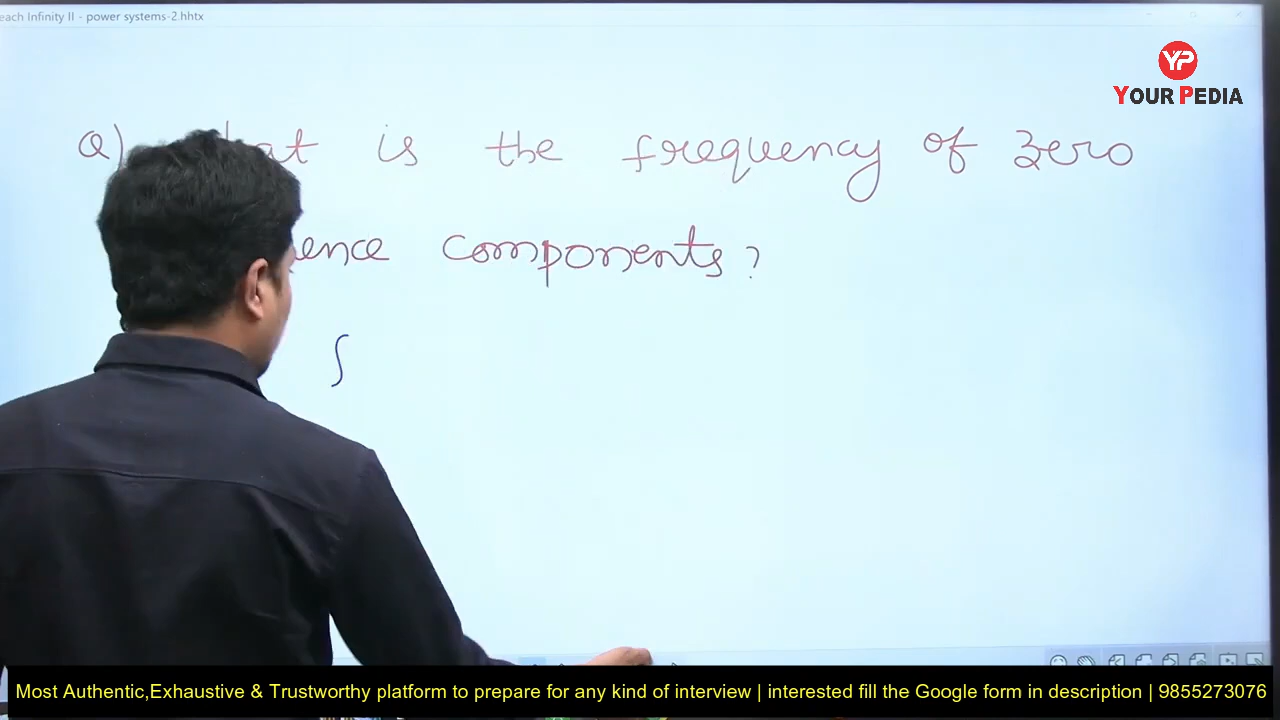 each Infinity II - power systems-2.hhtx
YP
YOUR PEDIA
Q) at is the frequency of zero
ence components?
f
Most Authentic,Exhaustive & Trustworthy platform to prepare for any kind of interview | interested fill the Google form in description | 9855273076